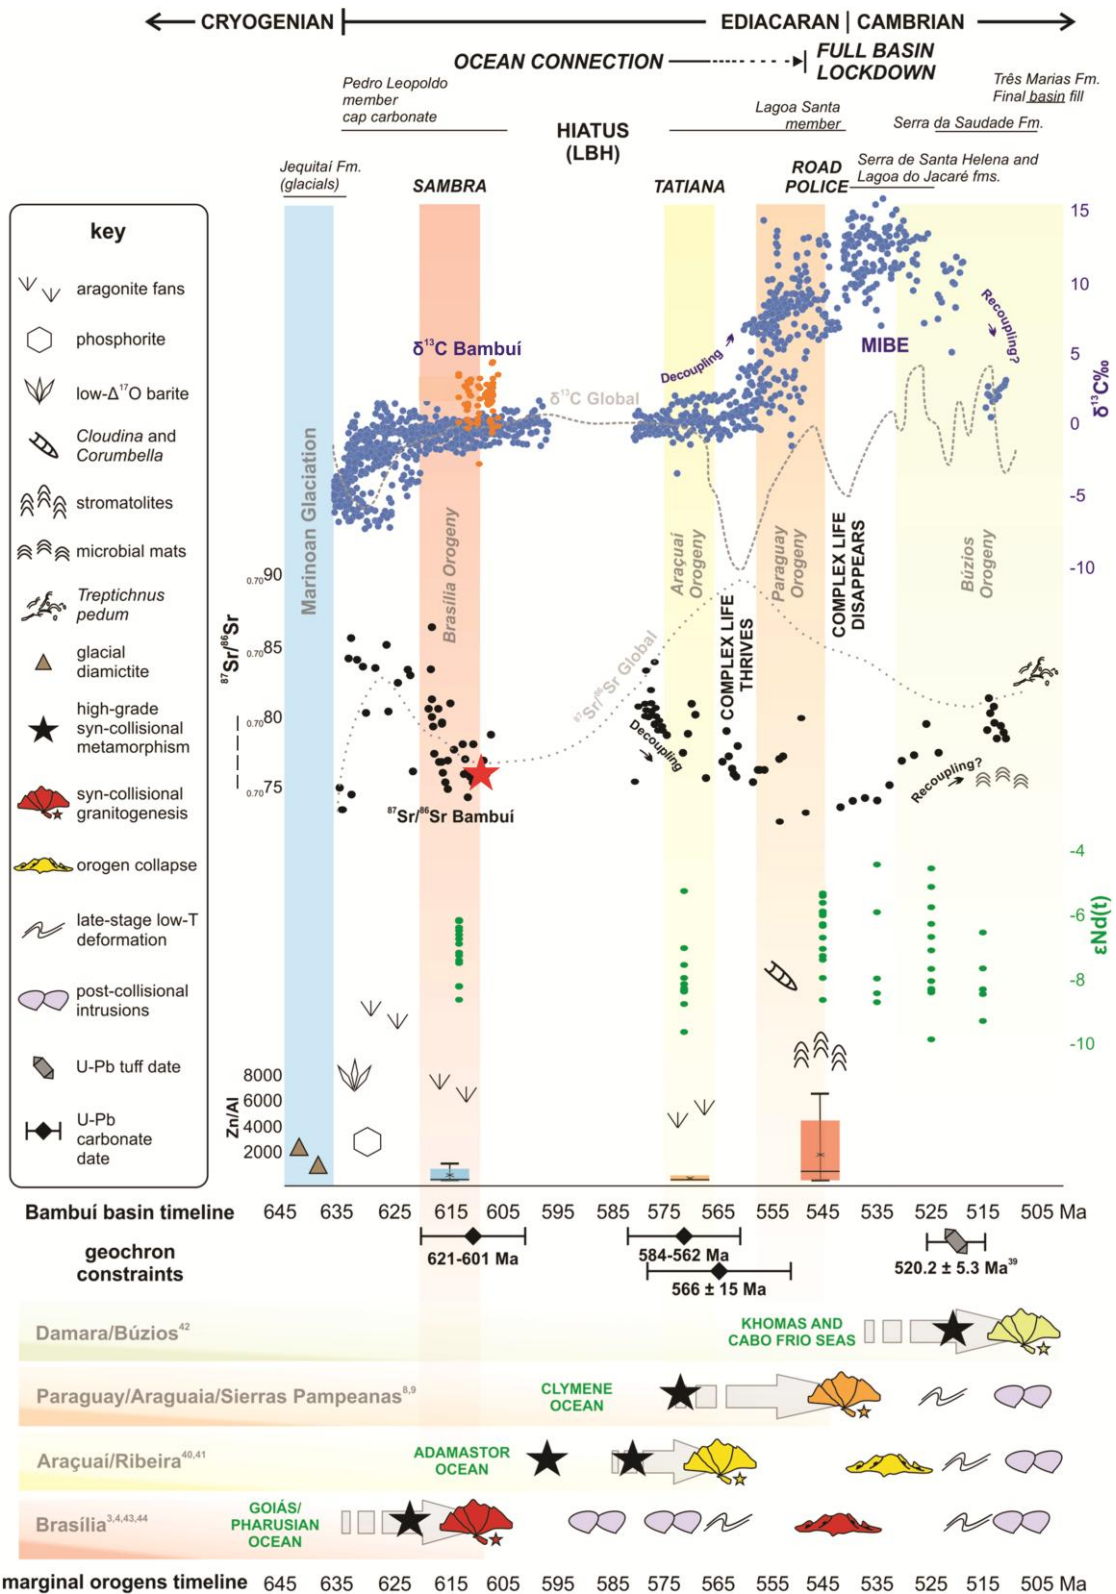 CRYOGENIAN
EDIACARAN | CAMBRIAN
OCEAN CONNECTION
FULL BASIN
LOCKDOWN
Pedro Leopoldo
member
cap carbonate
HIATUS
(LBH)
Lagoa Santa
member
Três Marias Fm.
Final basin fill
Serra da Saudade Fm.
Jequitaí Fm.
(glacials)
SAMBRA
TATIANA
ROAD
POLICE
Serra de Santa Helena and
Lagoa do Jacaré fms.
key
aragonite fans
phosphorite
low-Δ¹⁷O barite
Cloudina and
Corumbella
stromatolites
microbial mats
Treptichnus
pedum
glacial
diamictite
high-grade
syn-collisional
metamorphism
syn-collisional
granitogenesis
orogen collapse
late-stage low-T
deformation
post-collisional
intrusions
U-Pb tuff date
U-Pb
carbonate
date
15
10
5
0
-5
-10
δ¹³C‰
δ¹³C Bambuí
δ¹³C Global
Decoupling
MIBE
Recoupling?
Marinoan Glaciation
Brasília Orogeny
Araçuaí
Orogeny
Paraguay
Orogeny
Búzios
Orogeny
COMPLEX LIFE
THRIVES
COMPLEX LIFE
DISAPPEARS
⁸⁷Sr/⁸⁶Sr
0.7090
0.7085
0.7080
0.7075
⁸⁷Sr/⁸⁶Sr Global
Decoupling
⁸⁷Sr/⁸⁶Sr Bambuí
Recoupling?
-4
-6
-8
-10
εNd(t)
Zn/Al
8000
6000
4000
2000
Bambuí basin timeline 645 635 625 615 605 595 585 575 565 555 545 535 525 515 505 Ma
geochron
constraints
621-601 Ma
584-562 Ma
566 ± 15 Ma
520.2 ± 5.3 Ma³⁹
Damara/Búzios⁴²
KHOMAS AND
CABO FRIO SEAS
Paraguay/Araguaia/Sierras Pampeanas⁸,⁹
CLYMENE
OCEAN
Araçuaí/Ribeira⁴⁰,⁴¹
ADAMASTOR
OCEAN
Brasília³,⁴,⁴³,⁴⁴
GOIÁS/
PHARUSIAN
OCEAN
marginal orogens timeline 645 635 625 615 605 595 585 575 565 555 545 535 525 515 505 Ma